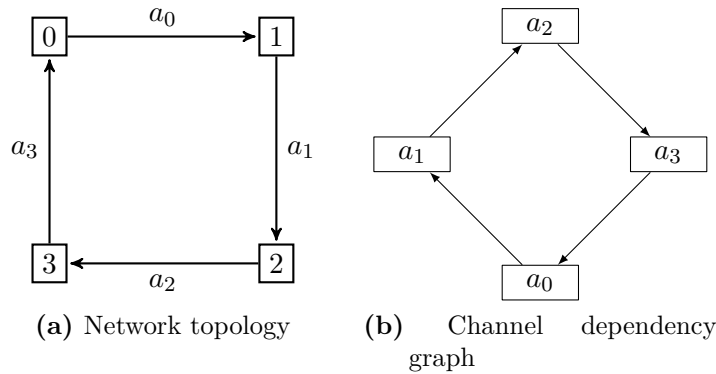 a₀
0
1
a₃
a₁
3
2
a₂
(a) Network topology
a₂
a₁
a₃
a₀
(b) Channel dependency
graph